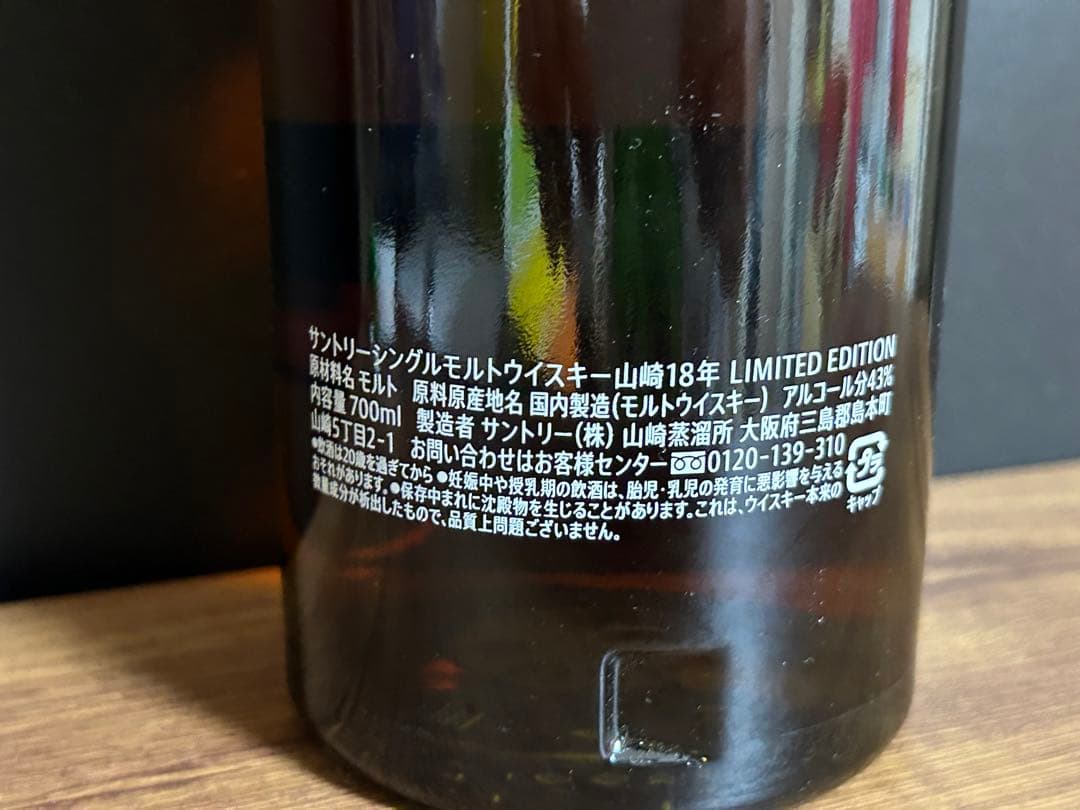 サントリーシングルモルトウイスキー山崎18年 LIMITED EDITION
原材料名 モルト 原料原産地名 国内製造(モルトウイスキー) アルコール分43%
内容量 700ml 製造者 サントリー(株) 山崎蒸溜所 大阪府三島郡島本町
山崎5丁目2-1 お問い合わせはお客様センター 0120-139-310
●飲酒は20歳を過ぎてから ●妊娠中や授乳期の飲酒は、胎児・乳児の発育に悪影響を与える
おそれがあります。●保存中まれに沈殿物を生じることがあります。これは、ウイスキー本来の
微量成分が析出したもので、品質上問題ございません。
プラ
キャップ